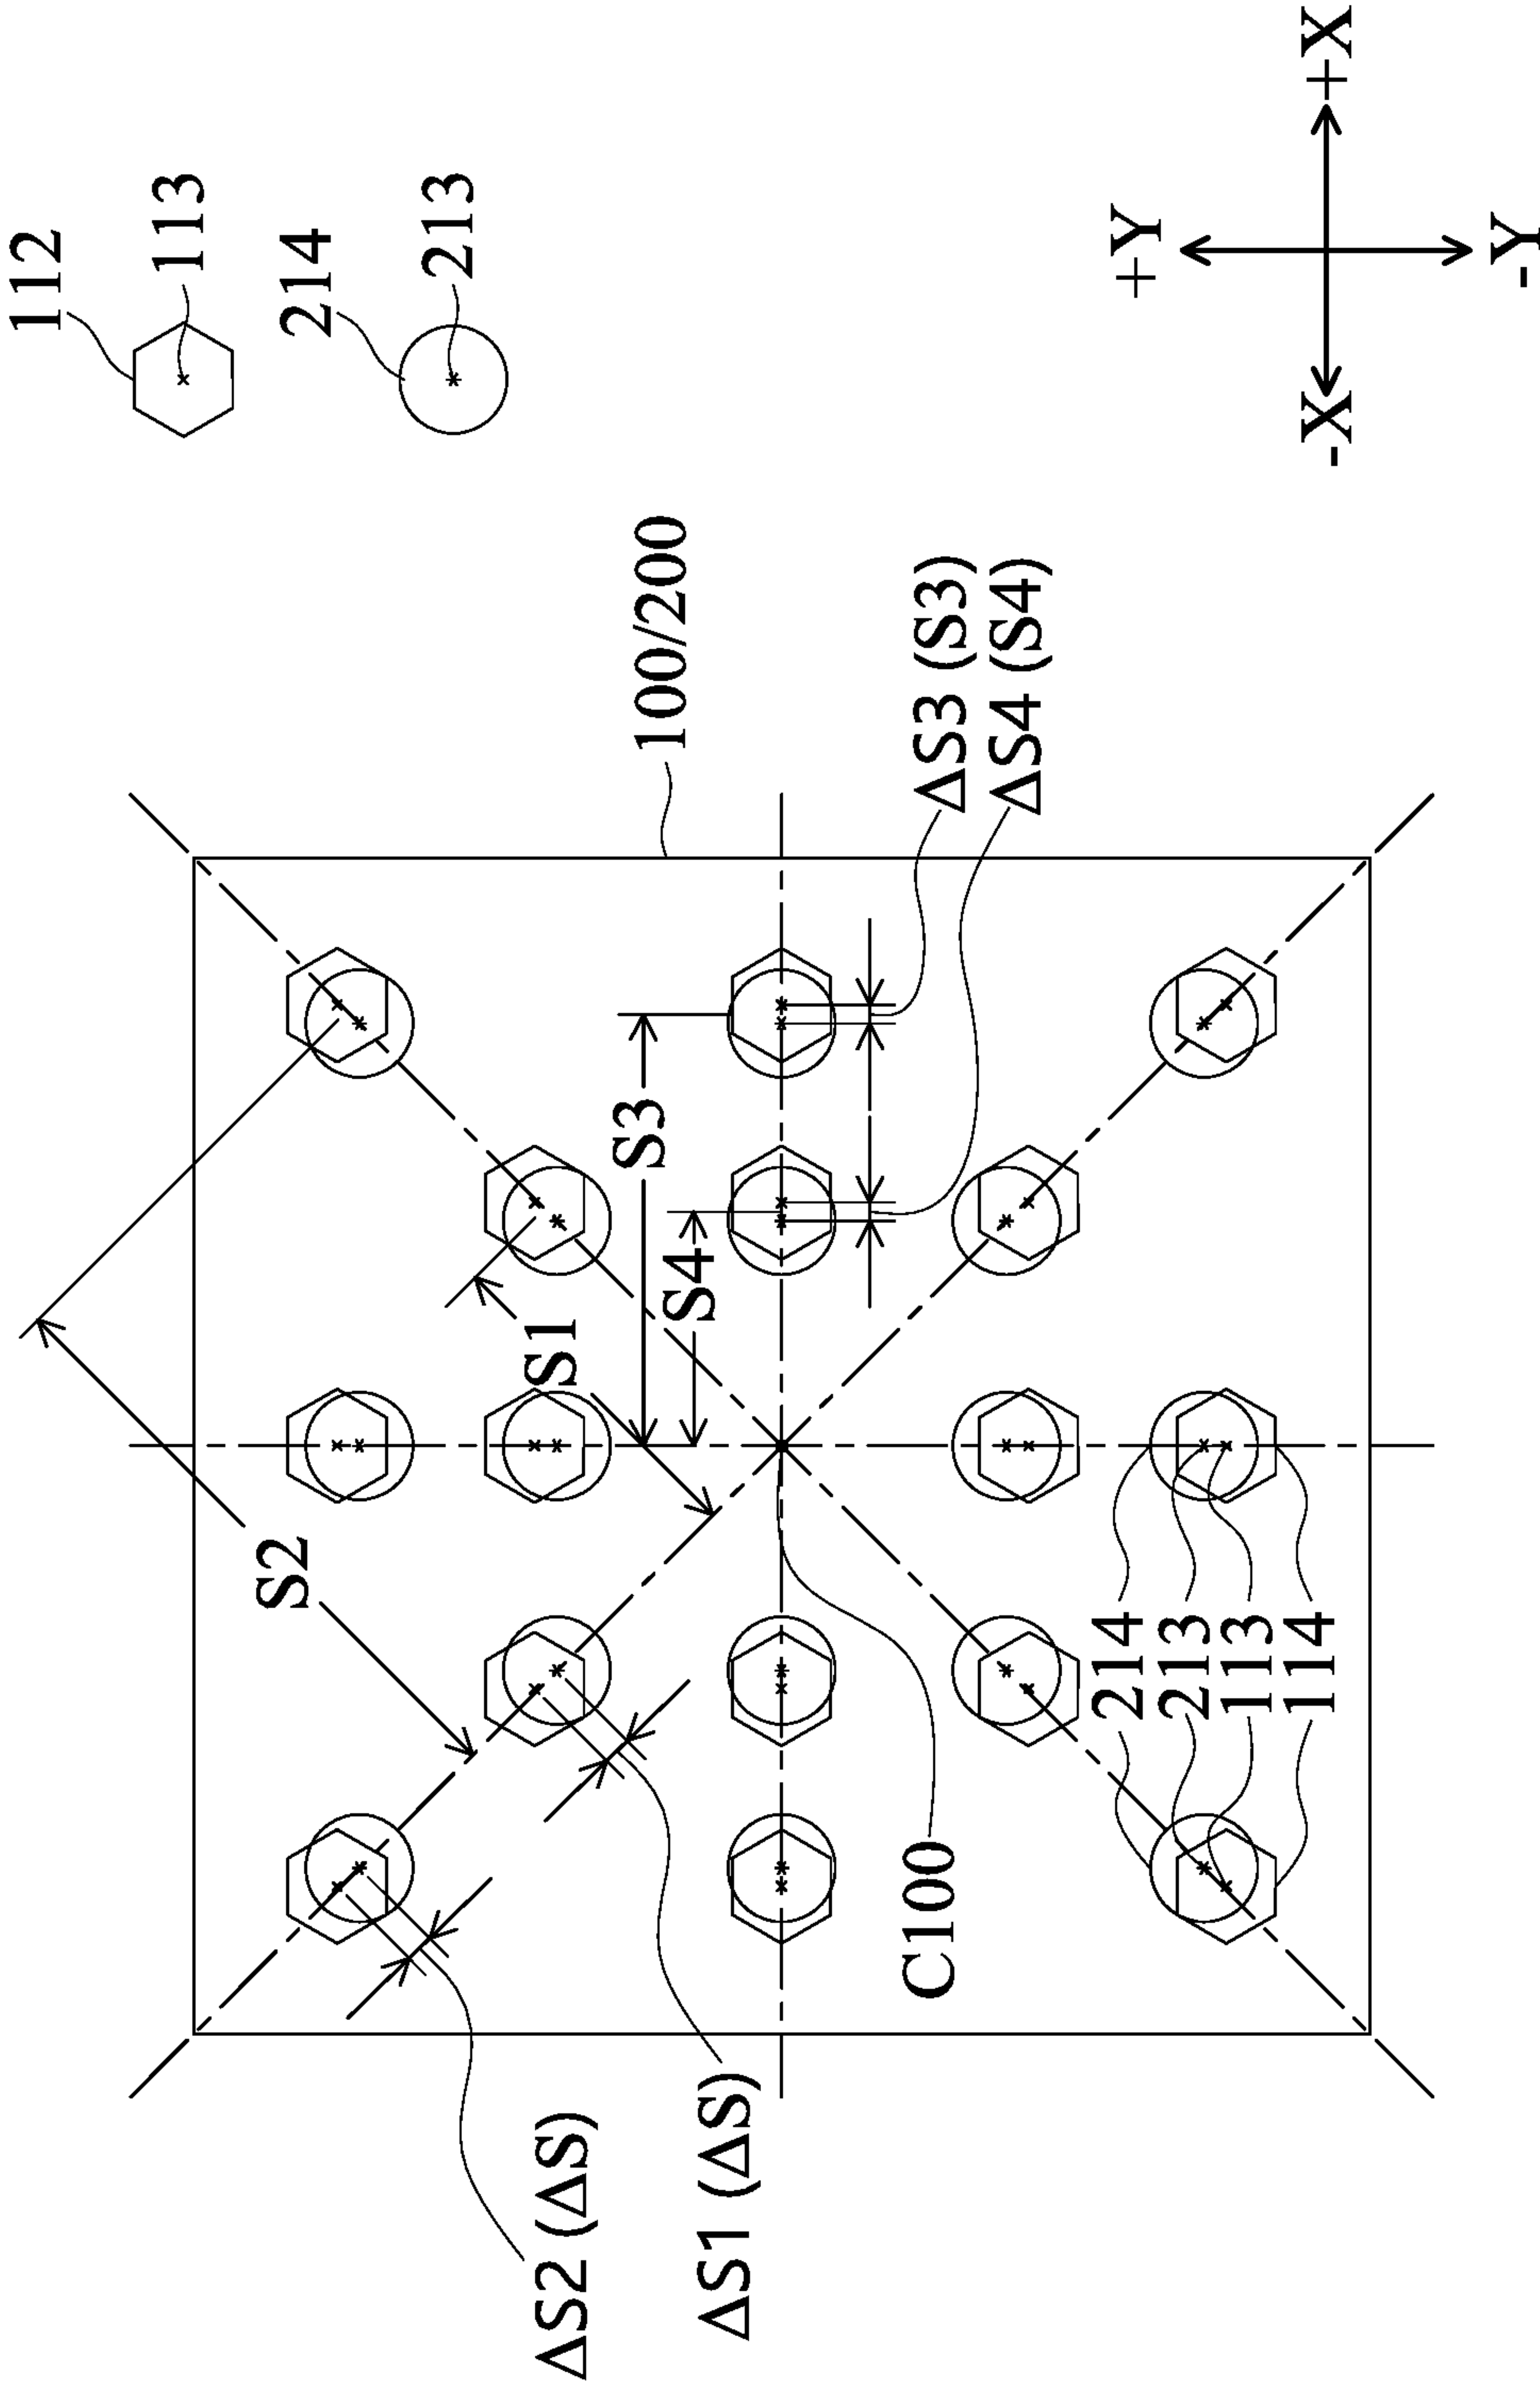 112
113
214
213
+Y
-X
+X
-Y
100/200
S2
S1
S3
S4
ΔS3 (S3)
ΔS4 (S4)
ΔS2 (ΔS)
ΔS1 (ΔS)
C100
214
213
113
114